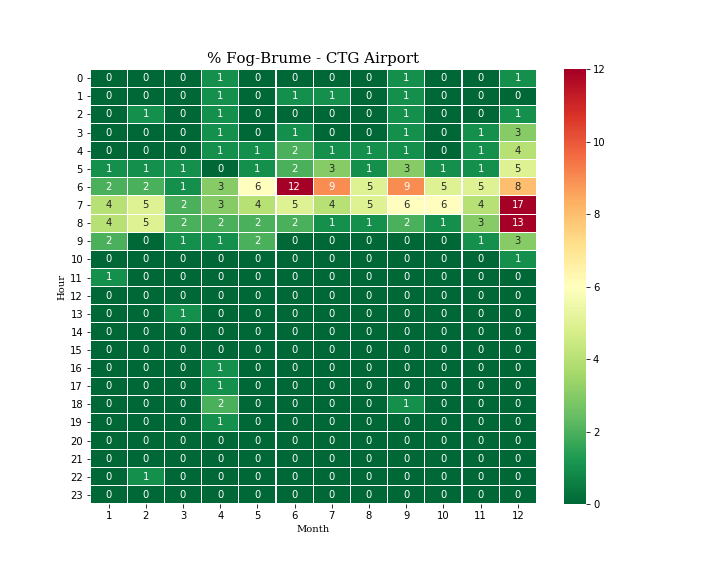 % Fog-Brume - CTG Airport
0 0 0 0 1 0 0 0 0 1 0 0 1 12
1 0 0 0 1 0 1 1 0 1 0 0 0
2 0 1 0 1 0 0 0 0 1 0 0 1
3 0 0 0 1 0 1 0 0 1 0 1 3 10
4 0 0 0 1 1 2 1 1 1 0 1 4
5 1 1 1 0 1 2 3 1 3 1 1 5
6 2 2 1 3 6 12 9 5 9 5 5 8 8
7 4 5 2 3 4 5 4 5 6 6 4 17
8 4 5 2 2 2 2 1 1 2 1 3 13
9 2 0 1 1 2 0 0 0 0 0 1 3
10 0 0 0 0 0 0 0 0 0 0 0 1
11 1 0 0 0 0 0 0 0 0 0 0 0
Hour
12 0 0 0 0 0 0 0 0 0 0 0 0 6
13 0 0 1 0 0 0 0 0 0 0 0 0
14 0 0 0 0 0 0 0 0 0 0 0 0
15 0 0 0 0 0 0 0 0 0 0 0 0
16 0 0 0 1 0 0 0 0 0 0 0 0 4
17 0 0 0 1 0 0 0 0 0 0 0 0
18 0 0 0 2 0 0 0 0 1 0 0 0
19 0 0 0 1 0 0 0 0 0 0 0 0
20 0 0 0 0 0 0 0 0 0 0 0 0 2
21 0 0 0 0 0 0 0 0 0 0 0 0
22 0 1 0 0 0 0 0 0 0 0 0 0
23 0 0 0 0 0 0 0 0 0 0 0 0 0
1 2 3 4 5 6 7 8 9 10 11 12
Month